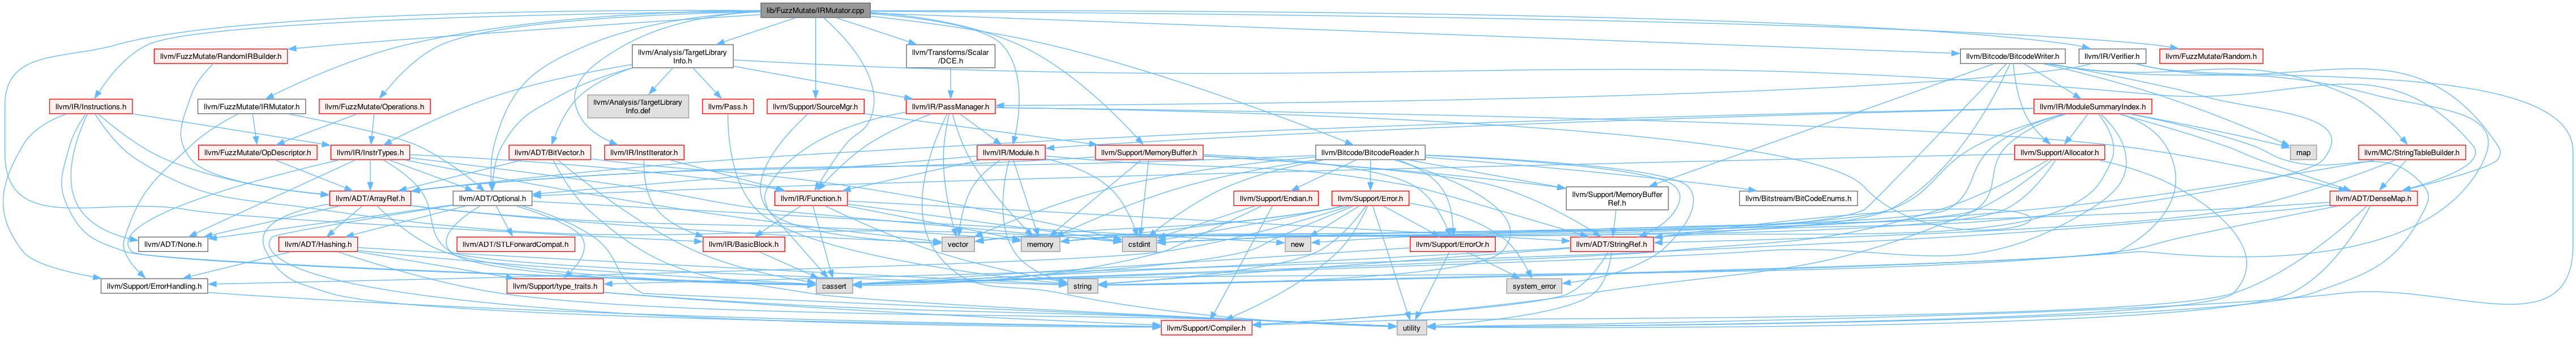 lib/FuzzMutate/IRMutator.cpp
llvm/FuzzMutate/RandomIRBuilder.h
llvm/Analysis/TargetLibrary
Info.h
llvm/Transforms/Scalar
/DCE.h
llvm/Bitcode/BitcodeWriter.h
llvm/IR/Verifier.h
llvm/FuzzMutate/Random.h
llvm/IR/Instructions.h
llvm/FuzzMutate/IRMutator.h
llvm/FuzzMutate/Operations.h
llvm/Analysis/TargetLibrary
Info.def
llvm/Pass.h
llvm/Support/SourceMgr.h
llvm/IR/PassManager.h
llvm/IR/ModuleSummaryIndex.h
llvm/FuzzMutate/OpDescriptor.h
llvm/IR/InstrTypes.h
llvm/ADT/BitVector.h
llvm/IR/InstIterator.h
llvm/IR/Module.h
llvm/Support/MemoryBuffer.h
llvm/Bitcode/BitcodeReader.h
llvm/Support/Allocator.h
map
llvm/MC/StringTableBuilder.h
llvm/ADT/ArrayRef.h
llvm/ADT/Optional.h
llvm/IR/Function.h
llvm/Support/Endian.h
llvm/Support/Error.h
llvm/Support/MemoryBuffer
Ref.h
llvm/Bitstream/BitCodeEnums.h
llvm/ADT/DenseMap.h
llvm/ADT/None.h
llvm/ADT/Hashing.h
llvm/ADT/STLForwardCompat.h
llvm/IR/BasicBlock.h
vector
memory
cstdint
llvm/Support/ErrorOr.h
new
llvm/ADT/StringRef.h
llvm/Support/ErrorHandling.h
llvm/Support/type_traits.h
cassert
string
system_error
llvm/Support/Compiler.h
utility